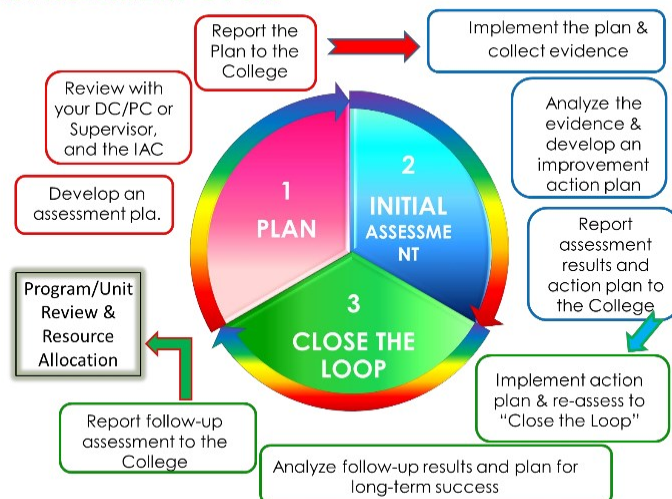 Report the
Plan to the
College
Implement the plan &
collect evidence
Review with
your DC/PC or
Supervisor,
and the IAC
Analyze the
evidence &
develop an
improvement
action plan
Develop an
assessment pla.
1
PLAN
2
INITIAL
ASSESSME
NT
Report
assessment
results and
action plan to
the College
Program/Unit
Review &
Resource
Allocation
3
CLOSE THE
LOOP
Implement action
plan & re-assess to
“Close the Loop”
Report follow-up
assessment to the
College
Analyze follow-up results and plan for
long-term success